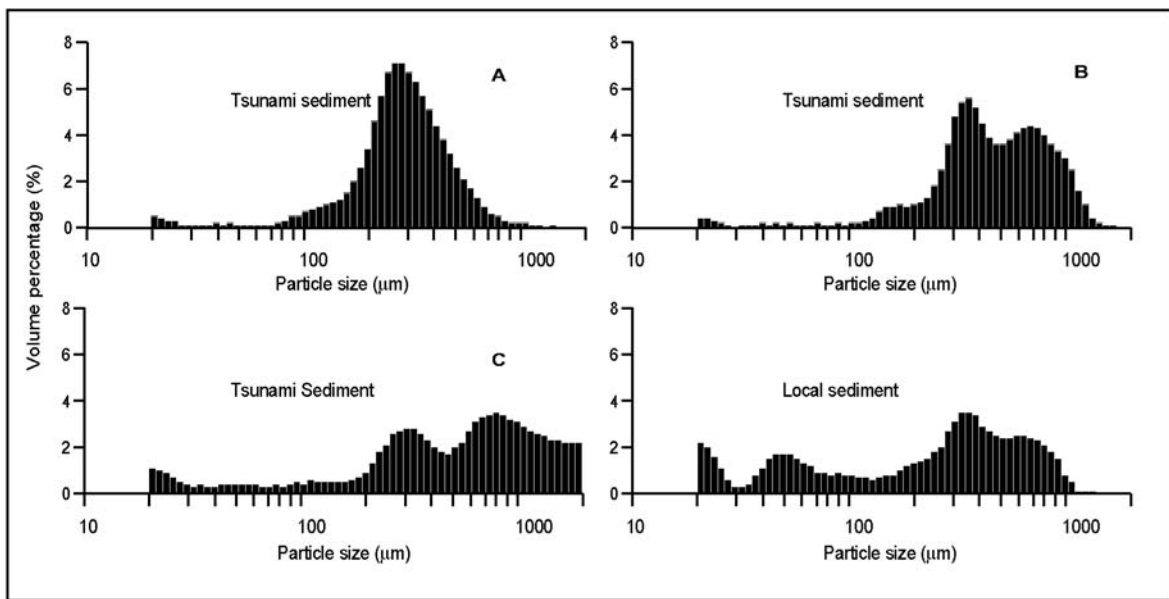 Volume percentage (%)
8
6
4
2
0
A
Tsunami sediment
10
100
1000
Particle size (μm)
8
6
4
2
0
B
Tsunami sediment
10
100
1000
Particle size (μm)
8
6
4
2
0
C
Tsunami Sediment
10
100
1000
Particle size (μm)
8
6
4
2
0
Local sediment
10
100
1000
Particle size (μm)